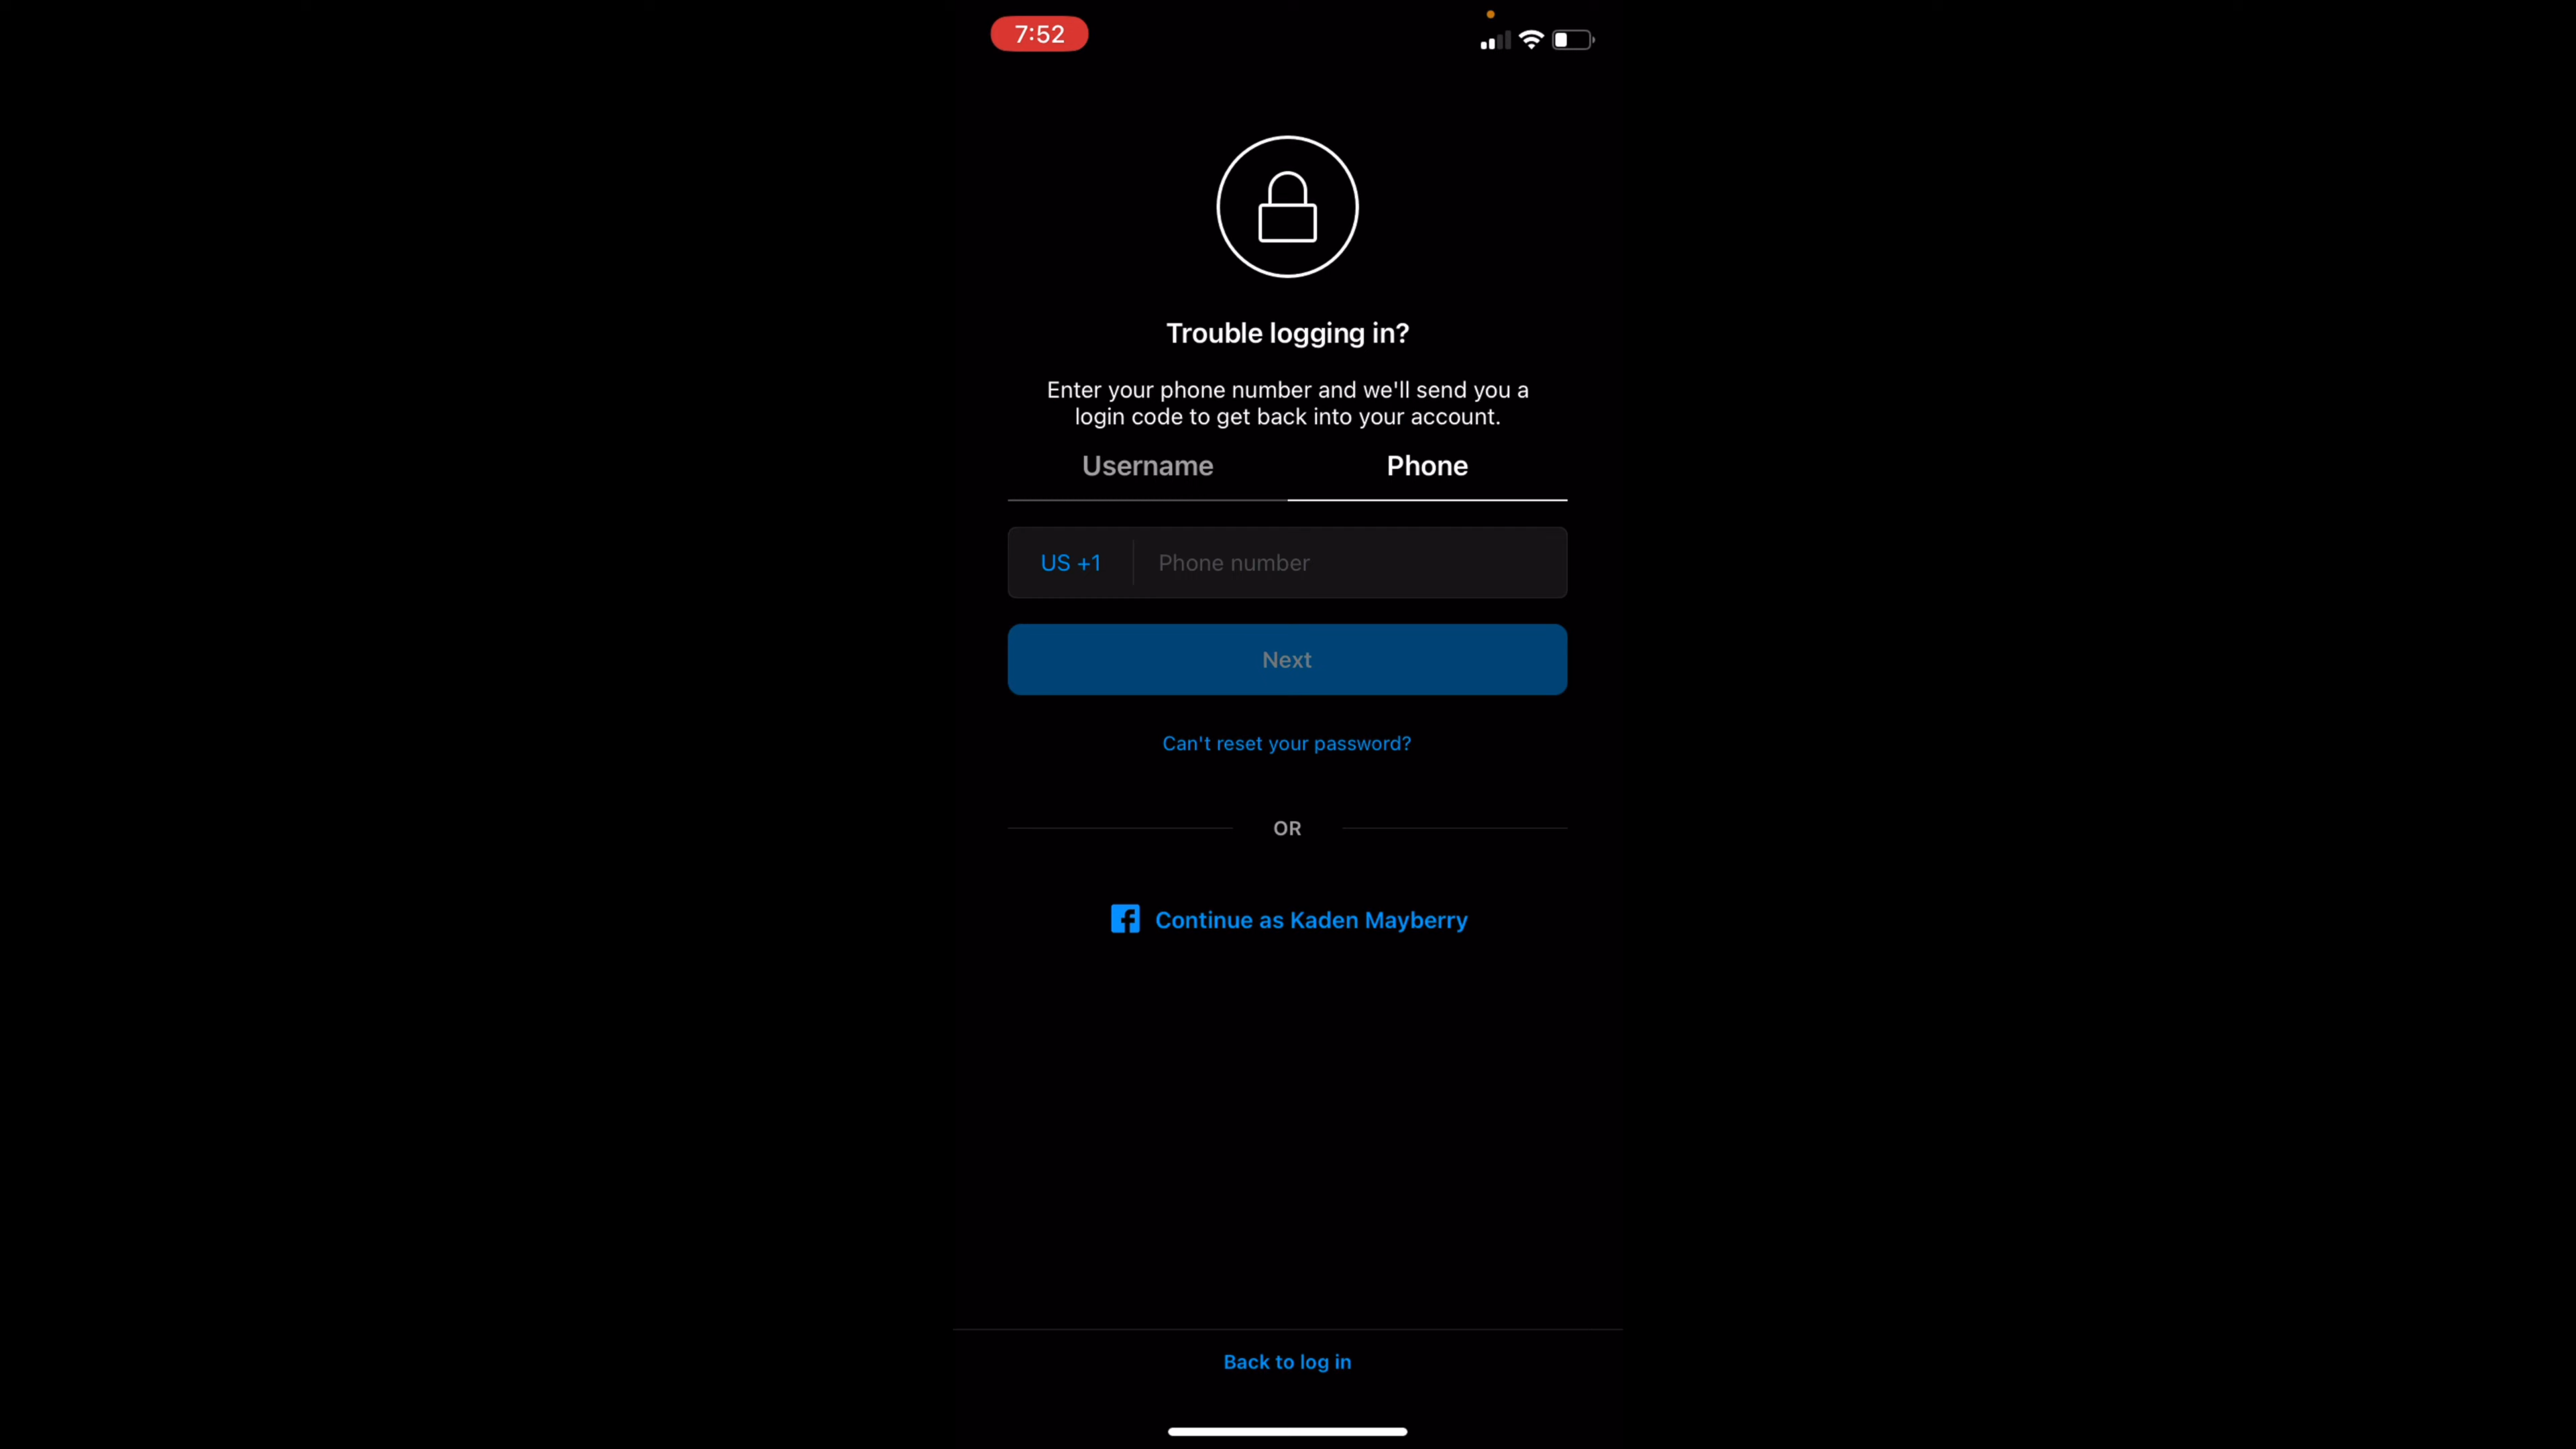 7:52
Trouble logging in?
Enter your phone number and we'll send you a
login code to get back into your account.
Username Phone
US +1 Phone number
Next
Can't reset your password?
OR
Continue as Kaden Mayberry
Back to log in